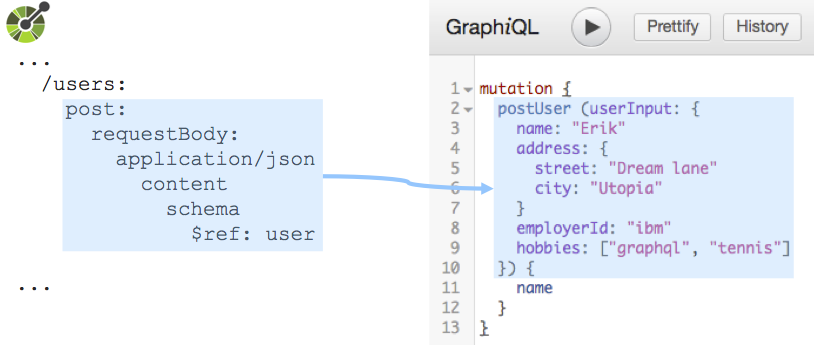 ...
/users:
post:
requestBody:
application/json
content
schema
$ref: user
...
GraphiQL
Prettify
History
1 mutation {
2 postUser (userInput: {
3 name: "Erik"
4 address: {
5 street: "Dream lane"
6 city: "Utopia"
7 }
8 employerId: "ibm"
9 hobbies: ["graphql", "tennis"]
10 }) {
11 name
12 }
13 }